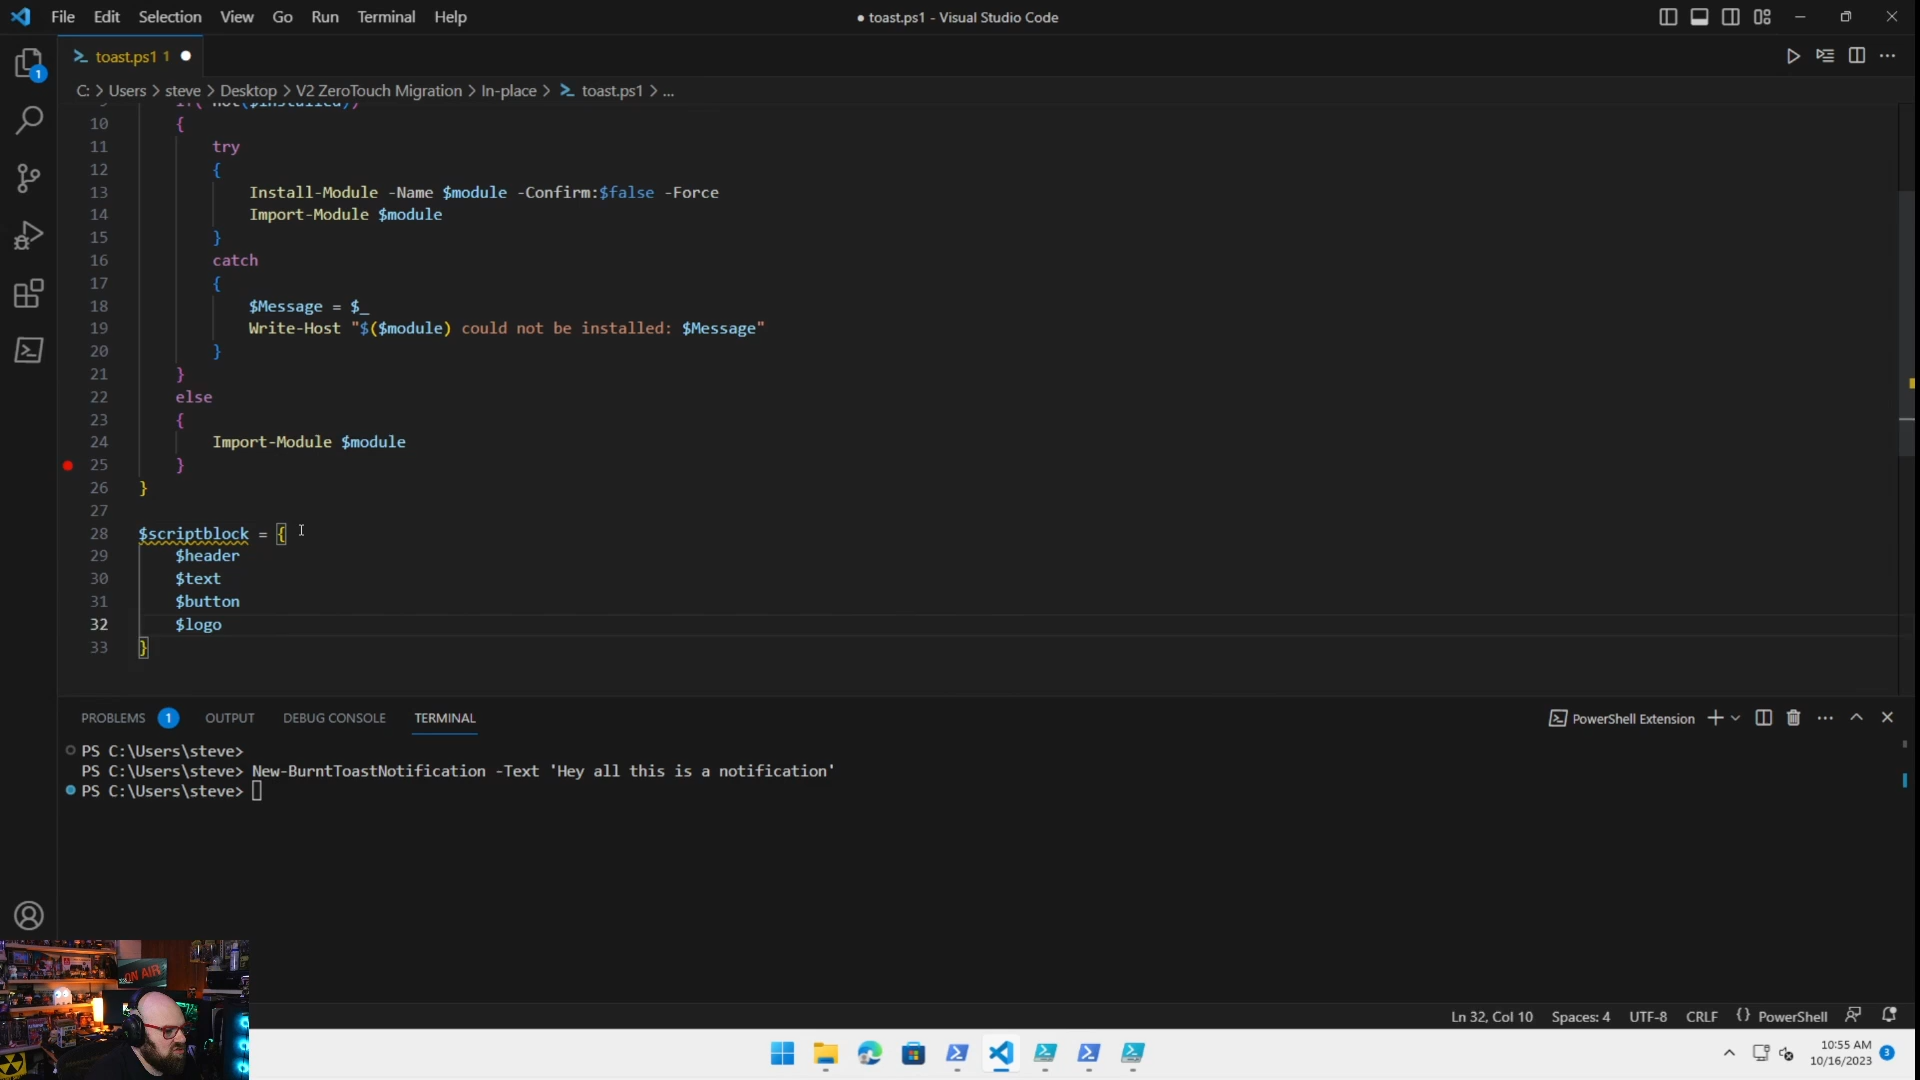 File Edit Selection View Go Run Terminal Help
● toast.ps1 - Visual Studio Code
toast.ps1 1
C: > Users > steve > Desktop > V2 ZeroTouch Migration > In-place > toast.ps1 > ...
10 {
11 try
12 {
13 Install-Module -Name $module -Confirm:$false -Force
14 Import-Module $module
15 }
16 catch
17 {
18 $Message = $_
19 Write-Host "$($module) could not be installed: $Message"
20 }
21 }
22 else
23 {
24 Import-Module $module
25 }
26 }
27
28 $scriptblock = {
29 $header
30 $text
31 $button
32 $logo
33 }
PROBLEMS 1 OUTPUT DEBUG CONSOLE TERMINAL
PowerShell Extension
PS C:\Users\steve>
PS C:\Users\steve> New-BurntToastNotification -Text 'Hey all this is a notification'
PS C:\Users\steve>
ON AIR
Ln 32, Col 10 Spaces: 4 UTF-8 CRLF {} PowerShell
10:55 AM
10/16/2023
3